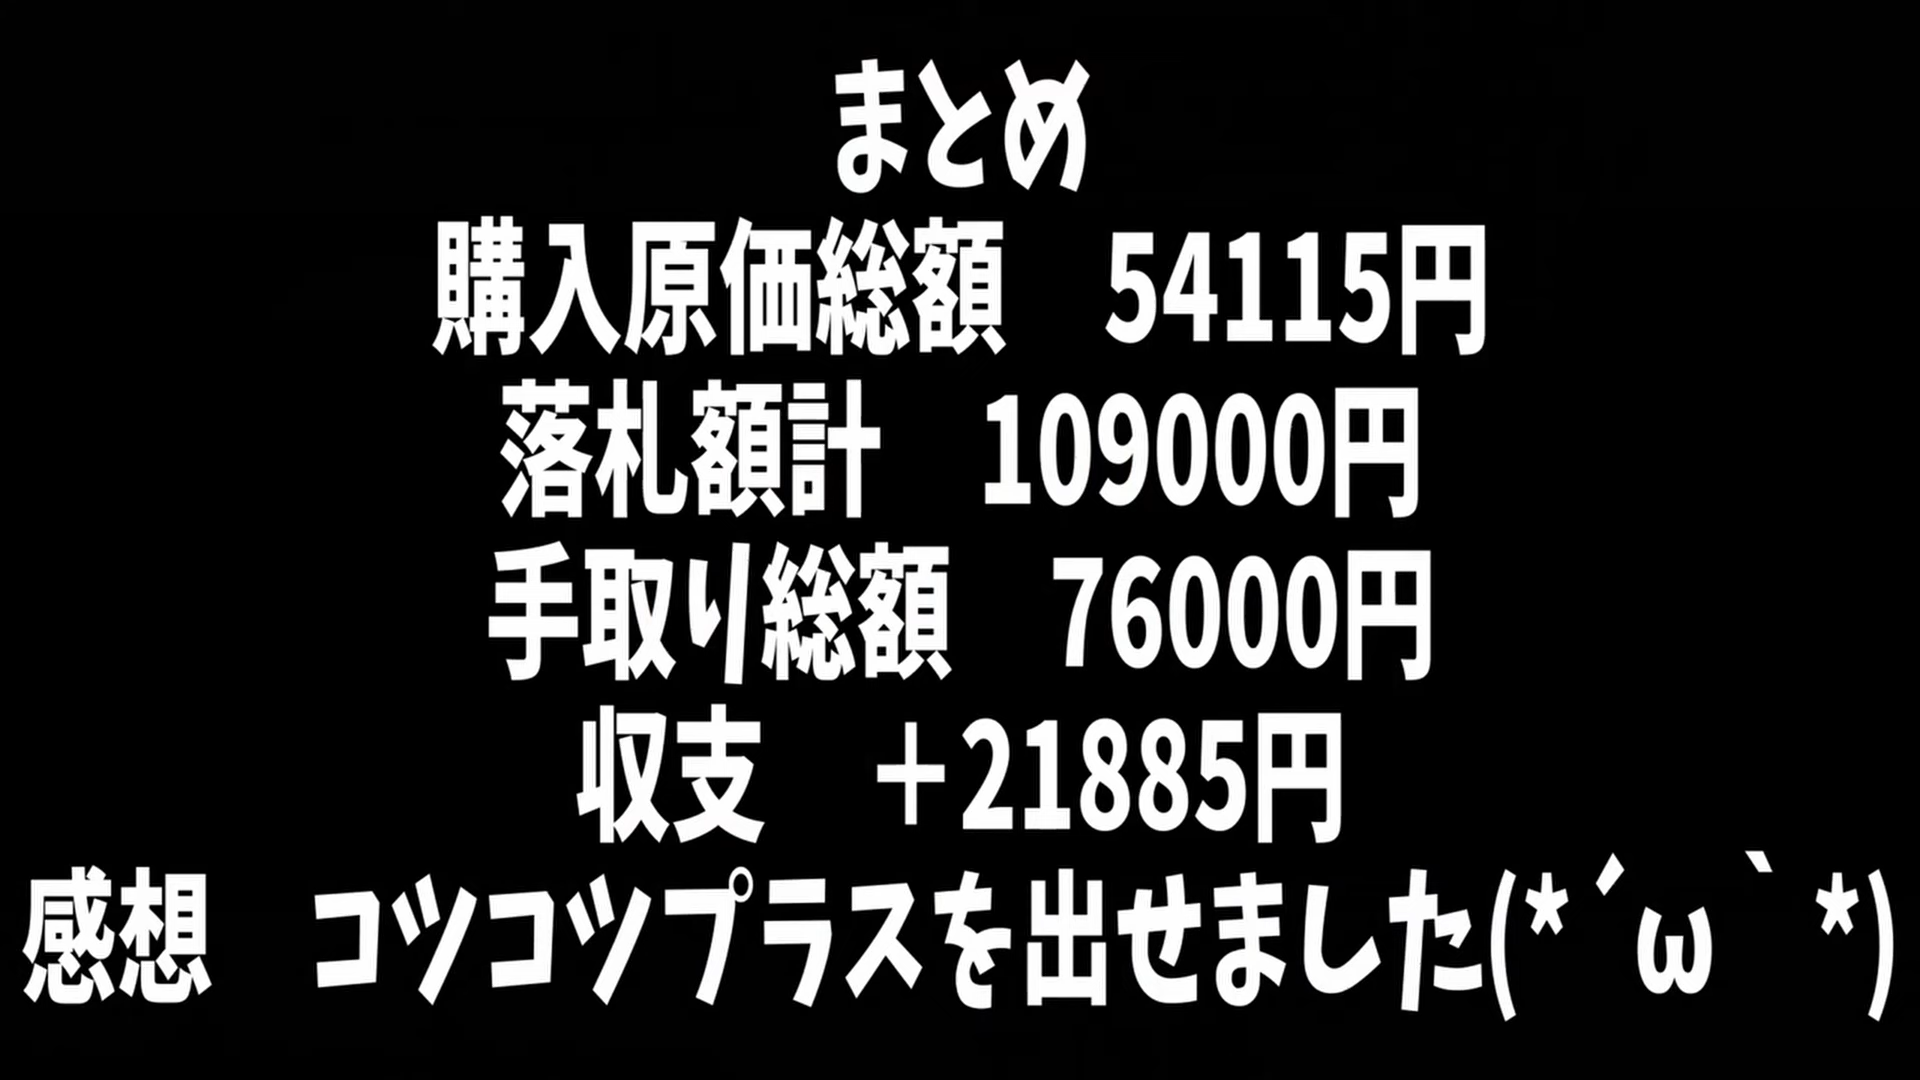 まとめ
購入原価総額　54115円
落札額計　109000円
手取り総額　76000円
収支　＋21885円
感想　コツコツプラスを出せました(*´ω｀*)